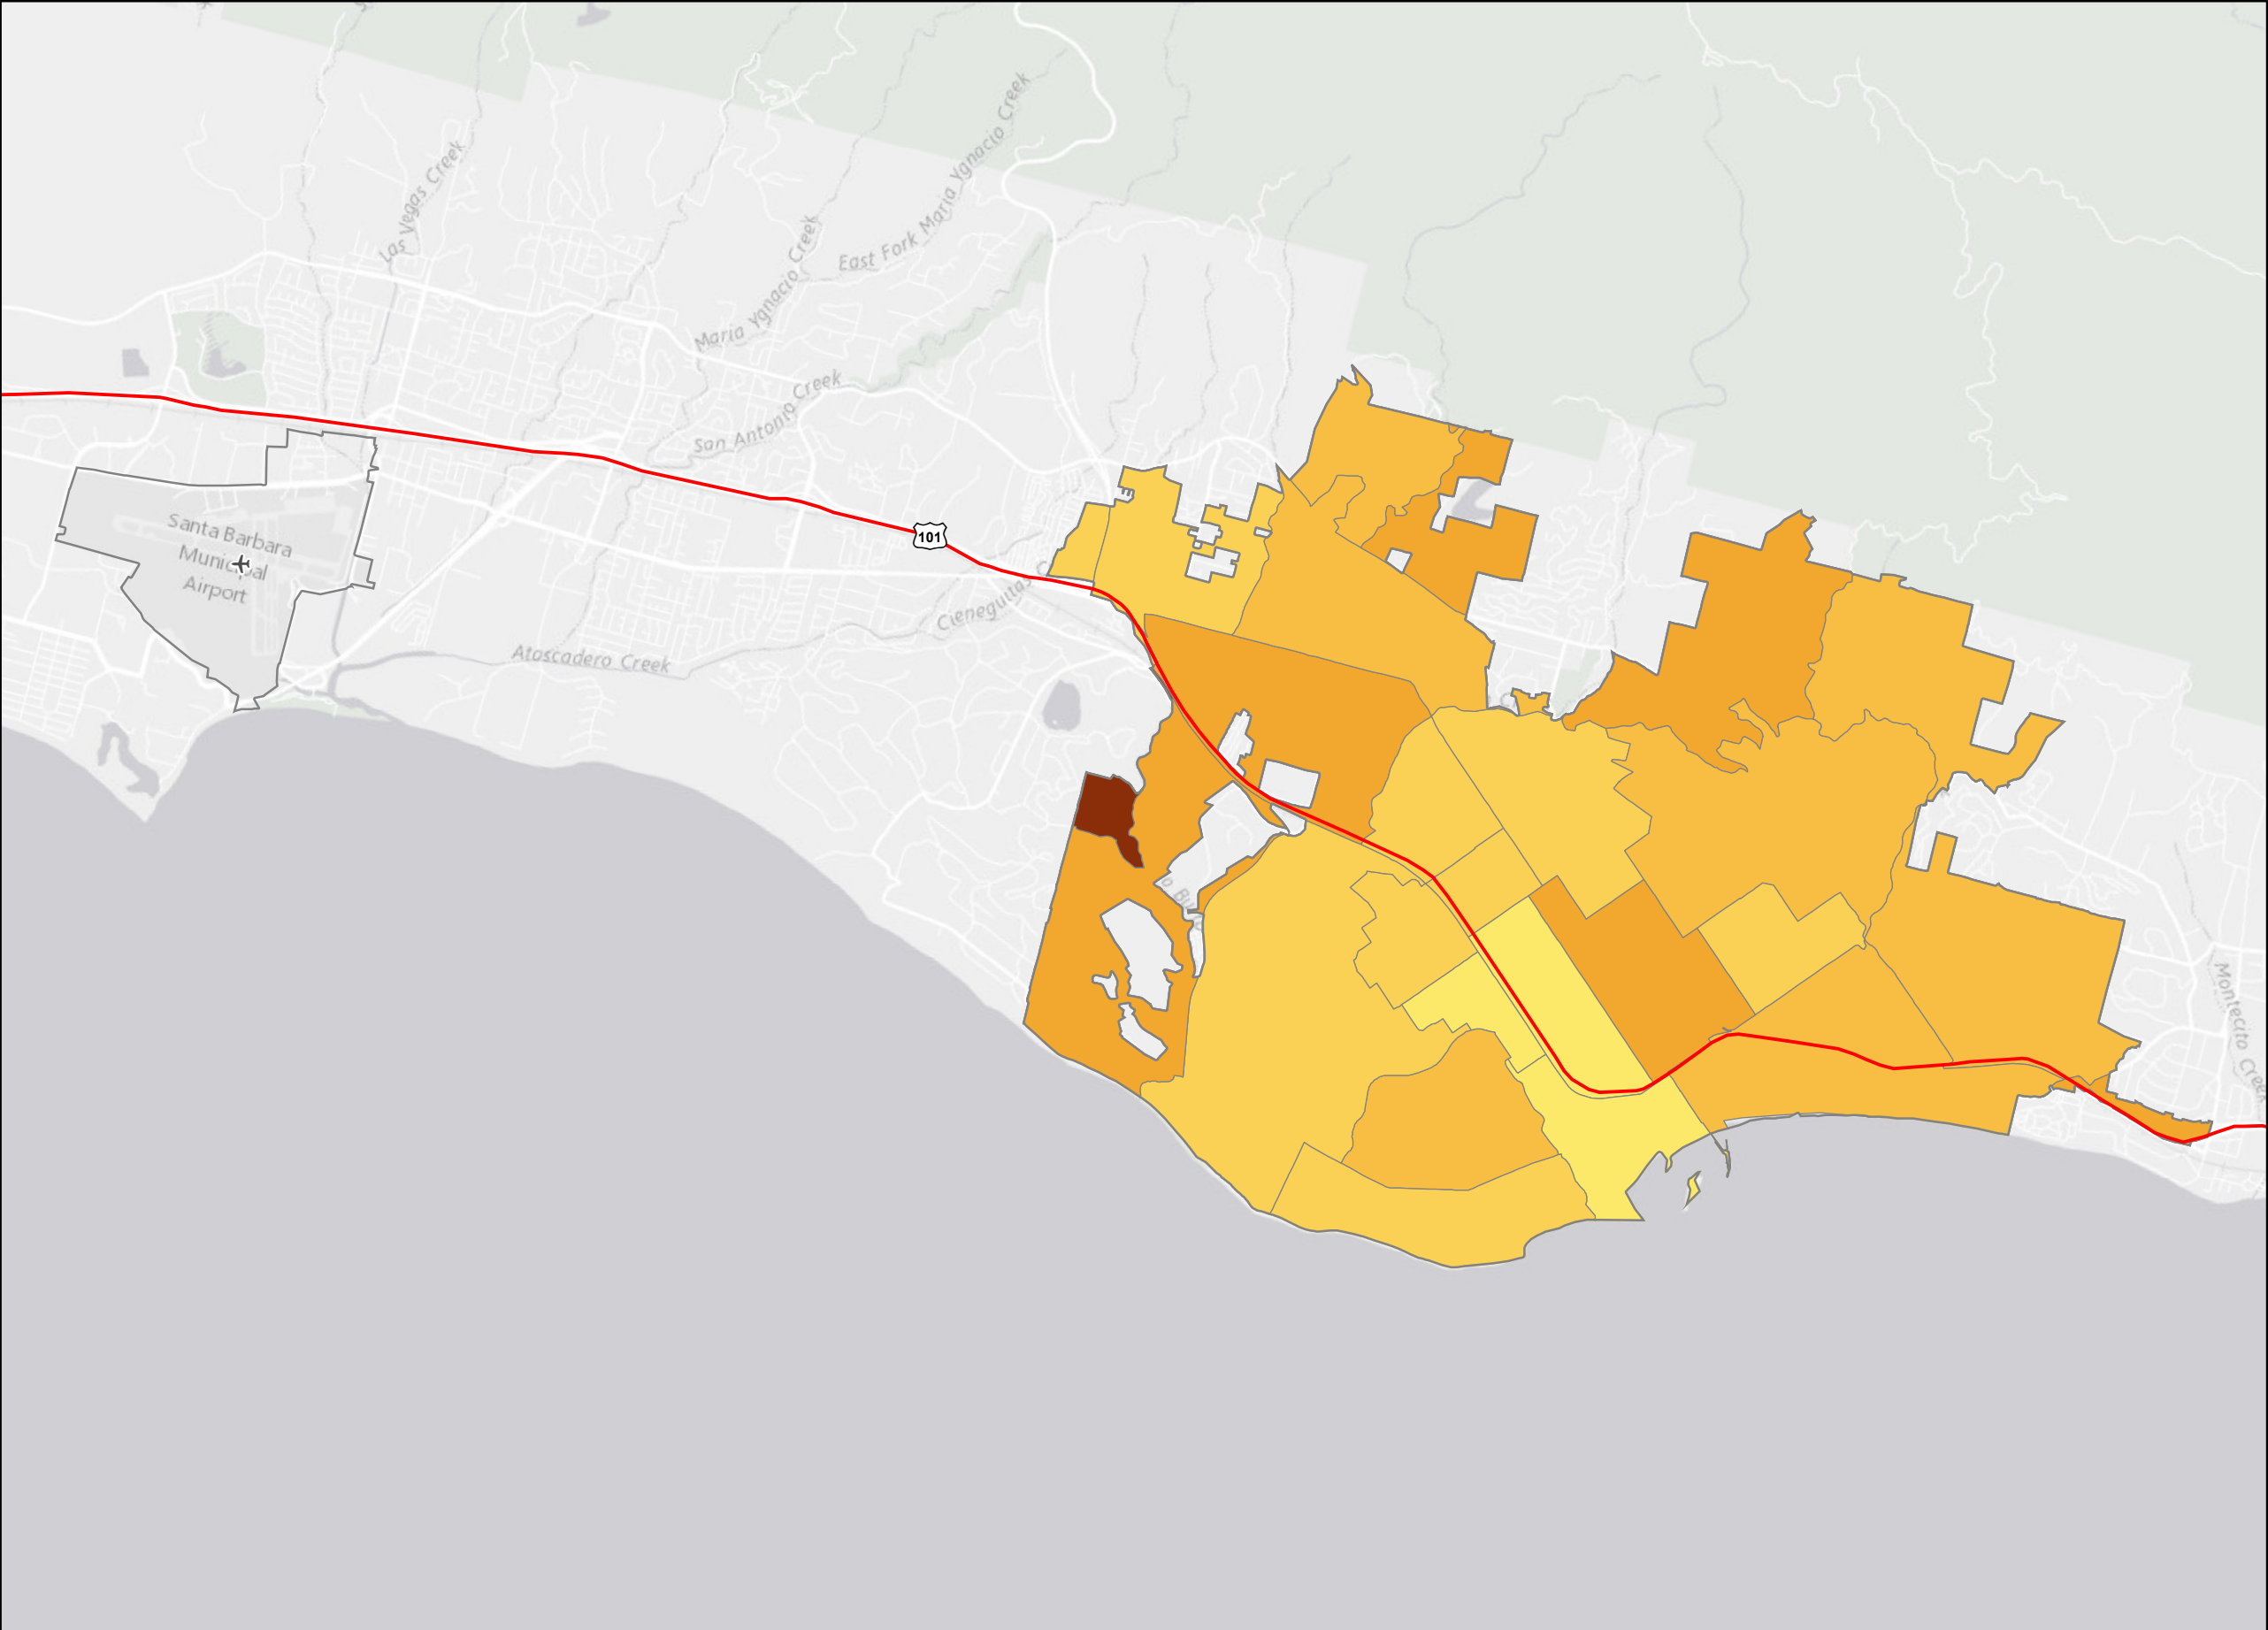 Las Vegas Creek
Maria Ygnacio Creek
East Fork Maria Ygnacio Creek
San Antonio Creek
101
Santa Barbara
Municipal
Airport
Cieneguitas C
Atoscadero Creek
Montecito Creek